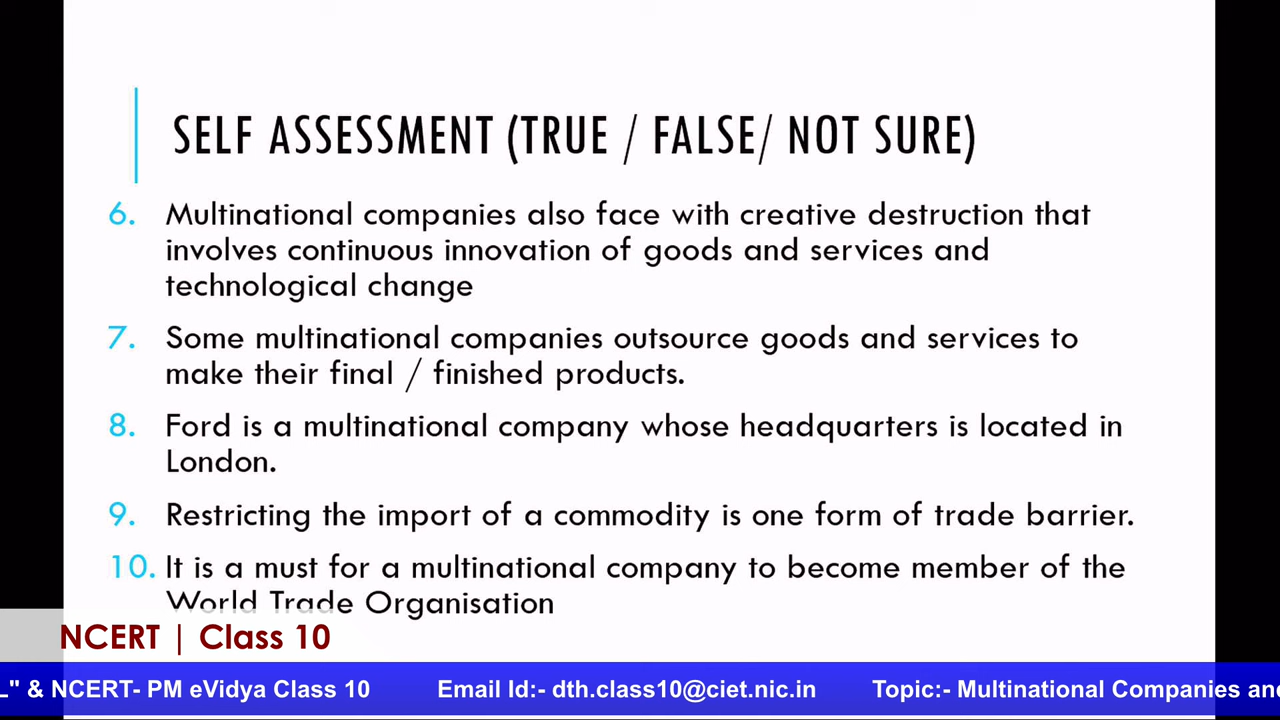 SELF ASSESSMENT (TRUE / FALSE/ NOT SURE)
6. Multinational companies also face with creative destruction that
involves continuous innovation of goods and services and
technological change
7. Some multinational companies outsource goods and services to
make their final / finished products.
8. Ford is a multinational company whose headquarters is located in
London.
9. Restricting the import of a commodity is one form of trade barrier.
10. It is a must for a multinational company to become member of the
World Trade Organisation
NCERT | Class 10
L" & NCERT- PM eVidya Class 10 Email Id:- dth.class10@ciet.nic.in Topic:- Multinational Companies and